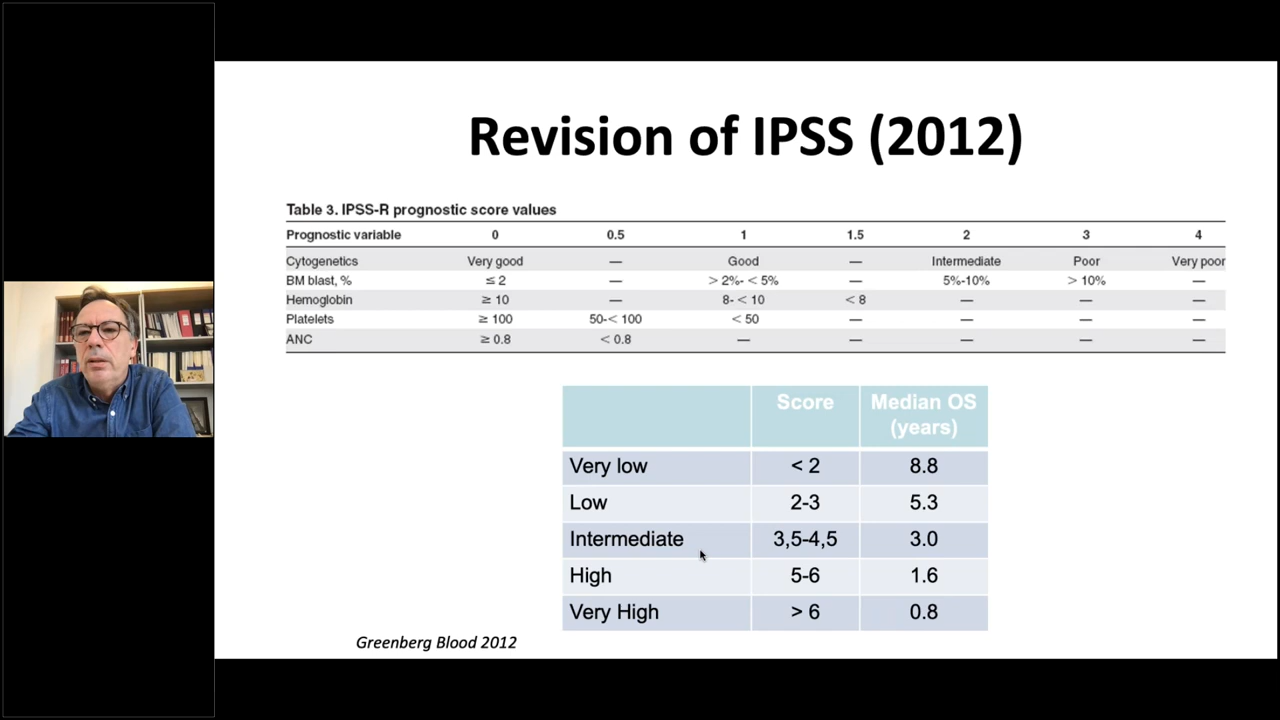 Revision of IPSS (2012)
Table 3. IPSS-R prognostic score values
Prognostic variable 0 0.5 1 1.5 2 3 4
Cytogenetics Very good — Good — Intermediate Poor Very poor
BM blast, % ≤ 2 — > 2%- < 5% — 5%-10% > 10% —
Hemoglobin ≥ 10 — 8- < 10 < 8 — — —
Platelets ≥ 100 50-< 100 < 50 — — — —
ANC ≥ 0.8 < 0.8 — — — — —
Score Median OS
(years)
Very low < 2 8.8
Low 2-3 5.3
Intermediate 3,5-4,5 3.0
High 5-6 1.6
Very High > 6 0.8
Greenberg Blood 2012